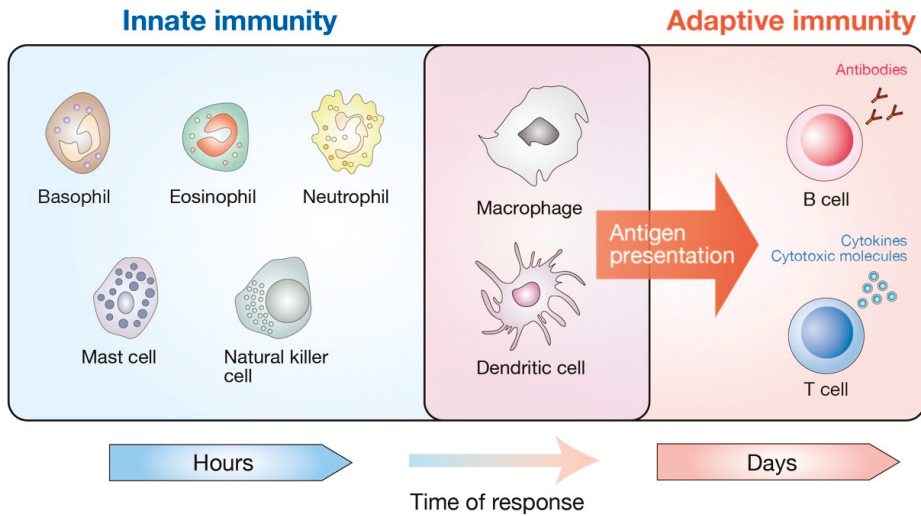 Innate immunity
Adaptive immunity
Antibodies
Basophil
Eosinophil
Neutrophil
Macrophage
B cell
Antigen
presentation
Cytokines
Cytotoxic molecules
Mast cell
Natural killer
cell
Dendritic cell
T cell
Hours
Time of response
Days